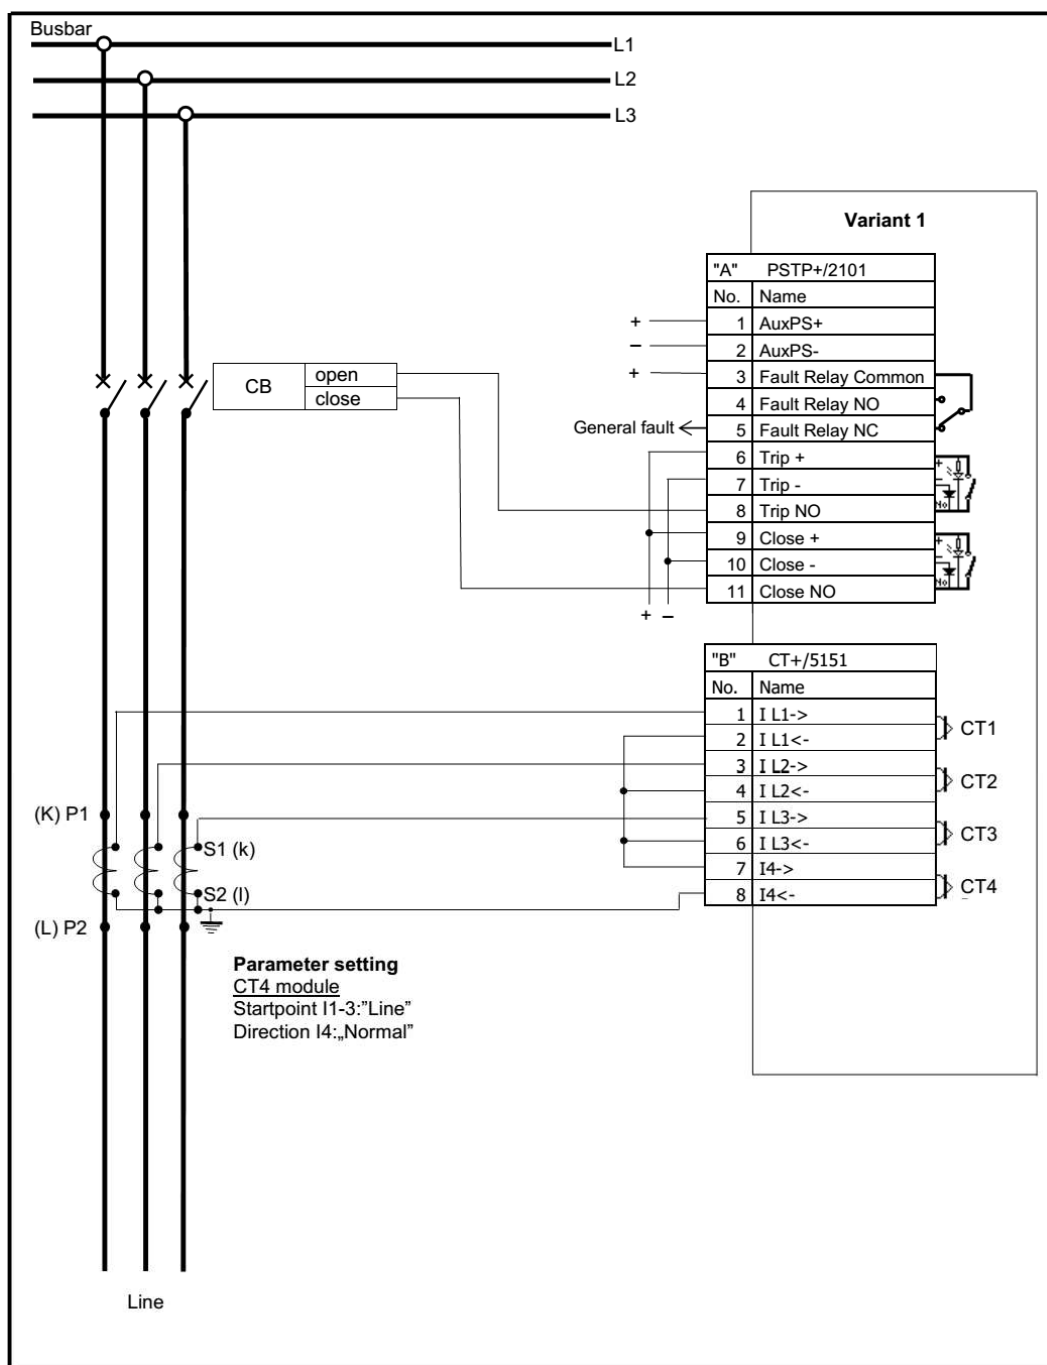 Busbar
L1
L2
L3
Variant 1
"A" PSTP+/2101
No. Name
+ 1 AuxPS+
– 2 AuxPS-
+ 3 Fault Relay Common
4 Fault Relay NO
General fault 5 Fault Relay NC
6 Trip +
7 Trip -
8 Trip NO
9 Close +
10 Close -
11 Close NO
+ –
CB open
close
"B" CT+/5151
No. Name
1 I L1->
2 I L1<-
CT1
3 I L2->
4 I L2<-
CT2
5 I L3->
6 I L3<-
CT3
7 I4->
8 I4<-
CT4
(K) P1
S1 (k)
S2 (l)
(L) P2
Parameter setting
CT4 module
Startpoint I1-3:”Line”
Direction I4:„Normal”
Line